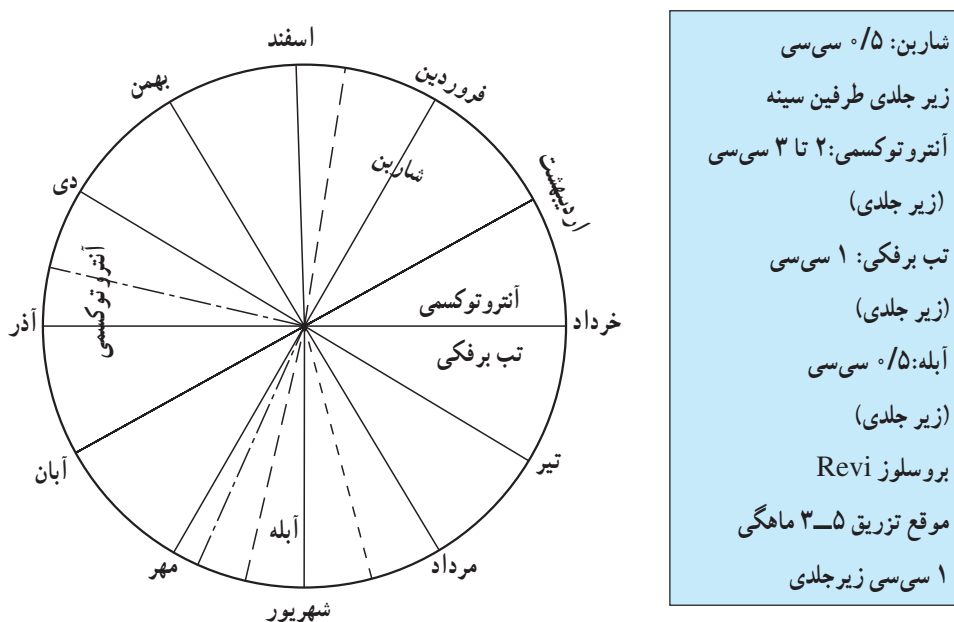 اسفند
فروردین
اردیبهشت
خرداد
تیر
مرداد
شهریور
مهر
آبان
آذر
دی
بهمن
شاربن
آنتروتوکسمی
تب برفکی
آبله
آنتروتوکسمی
شاربن: ۰/۵ سی‌سی
زیر جلدی طرفین سینه
آنتروتوکسمی:۲ تا ۳ سی‌سی
(زیر جلدی)
تب برفکی: ۱ سی‌سی
(زیر جلدی)
آبله:۰/۵ سی‌سی
(زیر جلدی)
بروسلوز Revi
موقع تزریق ۵ــ۳ ماهگی
۱ سی‌سی زیرجلدی